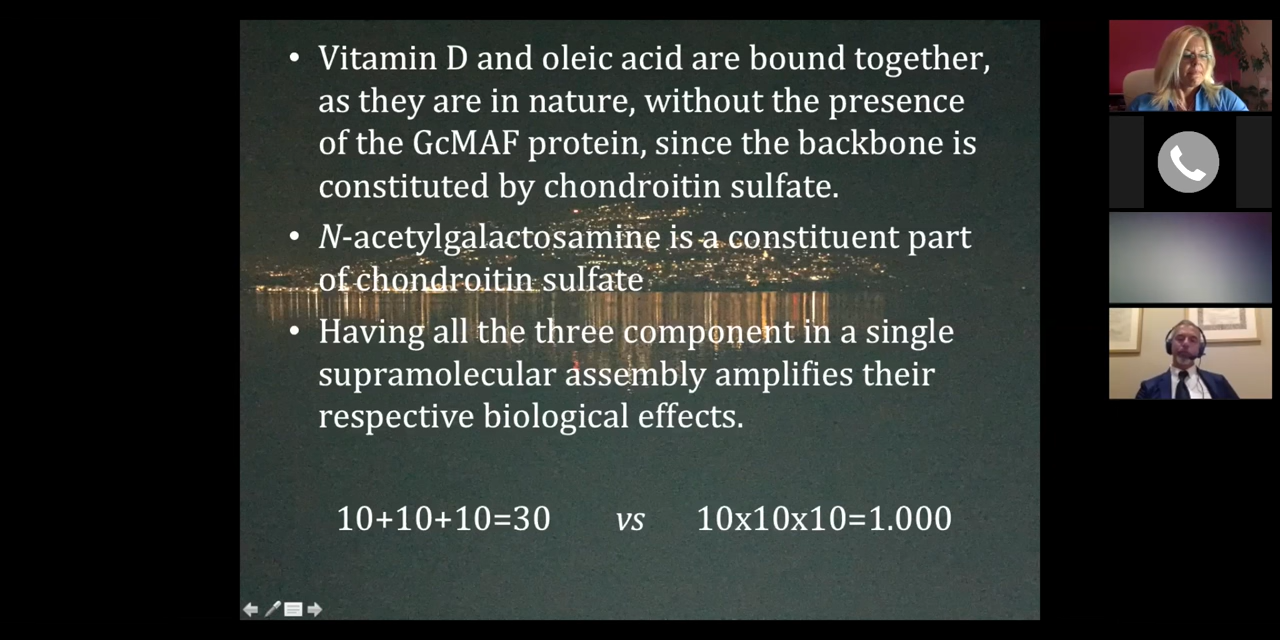 • Vitamin D and oleic acid are bound together,
as they are in nature, without the presence
of the GcMAF protein, since the backbone is
constituted by chondroitin sulfate.
• N-acetylgalactosamine is a constituent part
of chondroitin sulfate
• Having all the three component in a single
supramolecular assembly amplifies their
respective biological effects.
10+10+10=30 vs 10x10x10=1.000